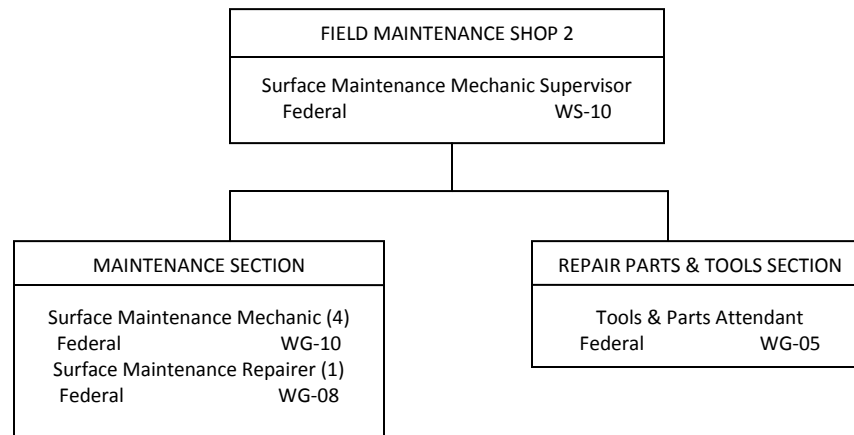 FIELD MAINTENANCE SHOP 2
Surface Maintenance Mechanic Supervisor
Federal WS-10
MAINTENANCE SECTION
Surface Maintenance Mechanic (4)
Federal WG-10
Surface Maintenance Repairer (1)
Federal WG-08
REPAIR PARTS & TOOLS SECTION
Tools & Parts Attendant
Federal WG-05